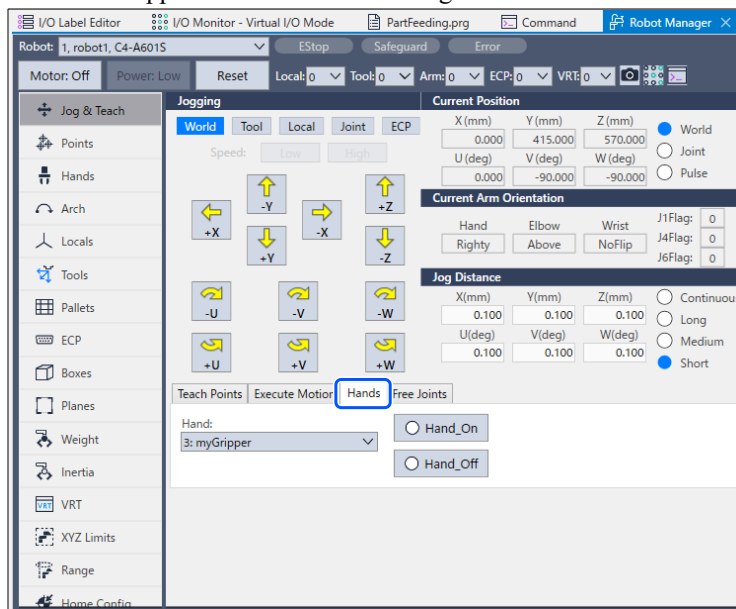 I/O Label Editor I/O Monitor - Virtual I/O Mode PartFeeding.prg Command Robot Manager
Robot: 1, robot1, C4-A601S EStop Safeguard Error
Motor: Off Power: Low Reset Local: 0 Tool: 0 Arm: 0 ECP: 0 VRT: 0
Jog & Teach
Points
Hands
Arch
Locals
Tools
Pallets
ECP
Boxes
Planes
Weight
Inertia
VRT VRT
XYZ Limits
Range
Home Config
Jogging
World Tool Local Joint ECP
Speed: Low High
-Y +Z
+X -X
+Y -Z
-U -V -W
+U +V +W
Current Position
X (mm) Y (mm) Z (mm)
0.000 415.000 570.000
U (deg) V (deg) W (deg)
0.000 -90.000 -90.000
World
Joint
Pulse
Current Arm Orientation
Hand Elbow Wrist
Righty Above NoFlip
J1Flag: 0
J4Flag: 0
J6Flag: 0
Jog Distance
X(mm) Y(mm) Z(mm)
0.100 0.100 0.100
U(deg) V(deg) W(deg)
0.100 0.100 0.100
Continuous
Long
Medium
Short
Teach Points Execute Motion Hands Free Joints
Hand:
3: myGripper
Hand_On
Hand_Off